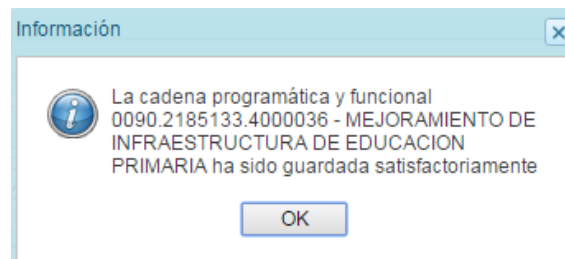 Información
La cadena programática y funcional
0090.2185133.4000036 - MEJORAMIENTO DE
INFRAESTRUCTURA DE EDUCACION
PRIMARIA ha sido guardada satisfactoriamente
OK